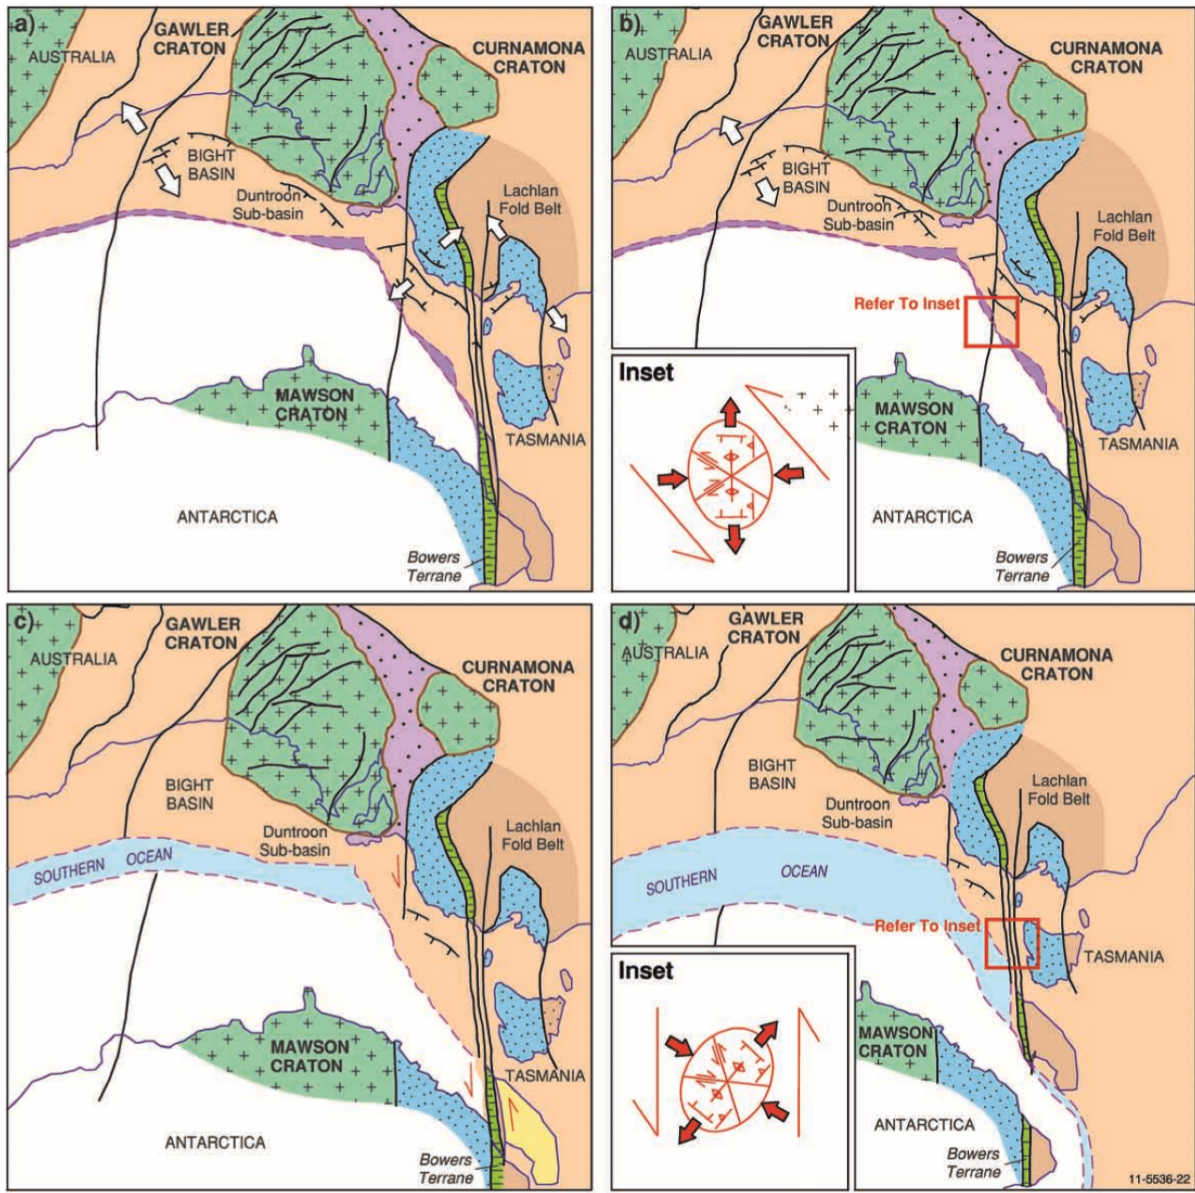 a)
GAWLER
CRATON
AUSTRALIA
CURNAMONA
CRATON
BIGHT
BASIN
Duntroon
Sub-basin
Lachlan
Fold Belt
MAWSON
CRATON
TASMANIA
ANTARCTICA
Bowers
Terrane
b)
GAWLER
CRATON
AUSTRALIA
CURNAMONA
CRATON
BIGHT
BASIN
Duntroon
Sub-basin
Lachlan
Fold Belt
Refer To Inset
Inset
MAWSON
CRATON
TASMANIA
ANTARCTICA
Bowers
Terrane
c)
GAWLER
CRATON
AUSTRALIA
CURNAMONA
CRATON
BIGHT
BASIN
Duntroon
Sub-basin
Lachlan
Fold Belt
SOUTHERN OCEAN
MAWSON
CRATON
TASMANIA
ANTARCTICA
Bowers
Terrane
d)
GAWLER
CRATON
AUSTRALIA
CURNAMONA
CRATON
BIGHT
BASIN
Duntroon
Sub-basin
Lachlan
Fold Belt
SOUTHERN OCEAN
Refer To Inset
TASMANIA
Inset
MAWSON
CRATON
ANTARCTICA
Bowers
Terrane
11-5536-22